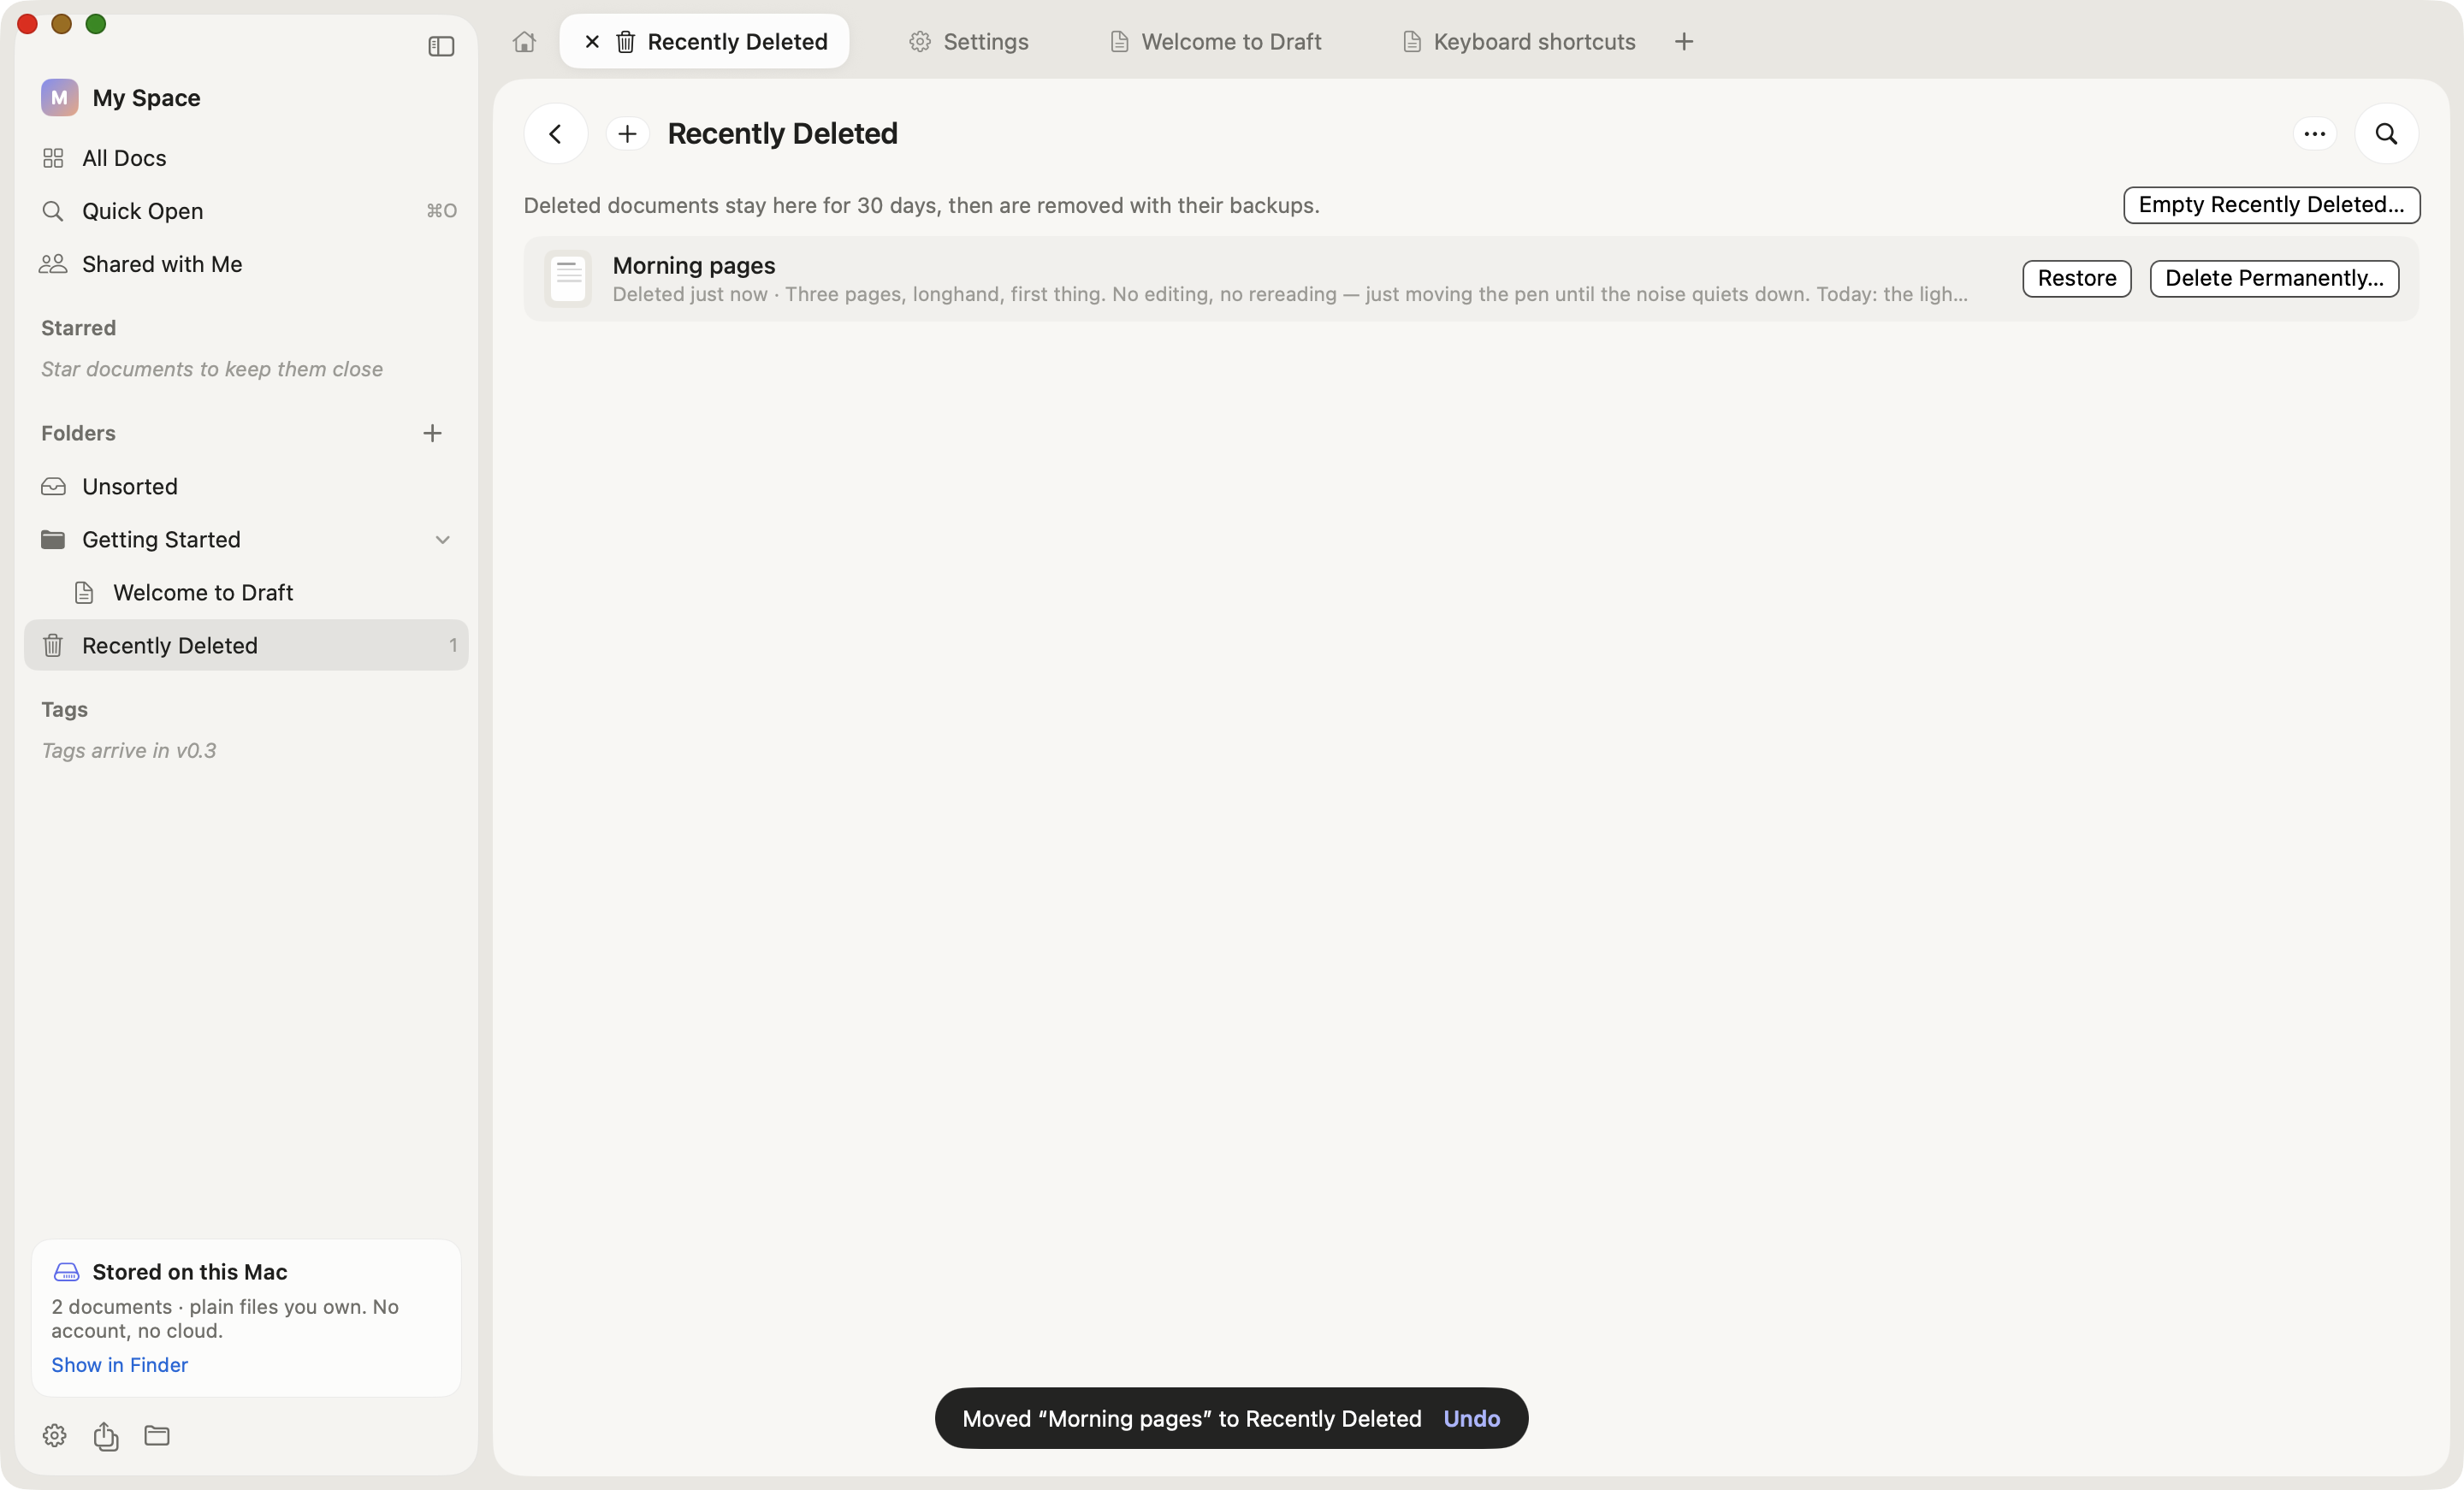 Recently Deleted
Settings
Welcome to Draft
Keyboard shortcuts
M
My Space
All Docs
Quick Open
⌘O
Shared with Me
Starred
Star documents to keep them close
Folders
Unsorted
Getting Started
Welcome to Draft
Recently Deleted
1
Tags
Tags arrive in v0.3
Stored on this Mac
2 documents · plain files you own. No
account, no cloud.
Show in Finder
Recently Deleted
Deleted documents stay here for 30 days, then are removed with their backups.
Empty Recently Deleted...
Morning pages
Deleted just now · Three pages, longhand, first thing. No editing, no rereading — just moving the pen until the noise quiets down. Today: the ligh...
Restore
Delete Permanently...
Moved “Morning pages” to Recently Deleted
Undo